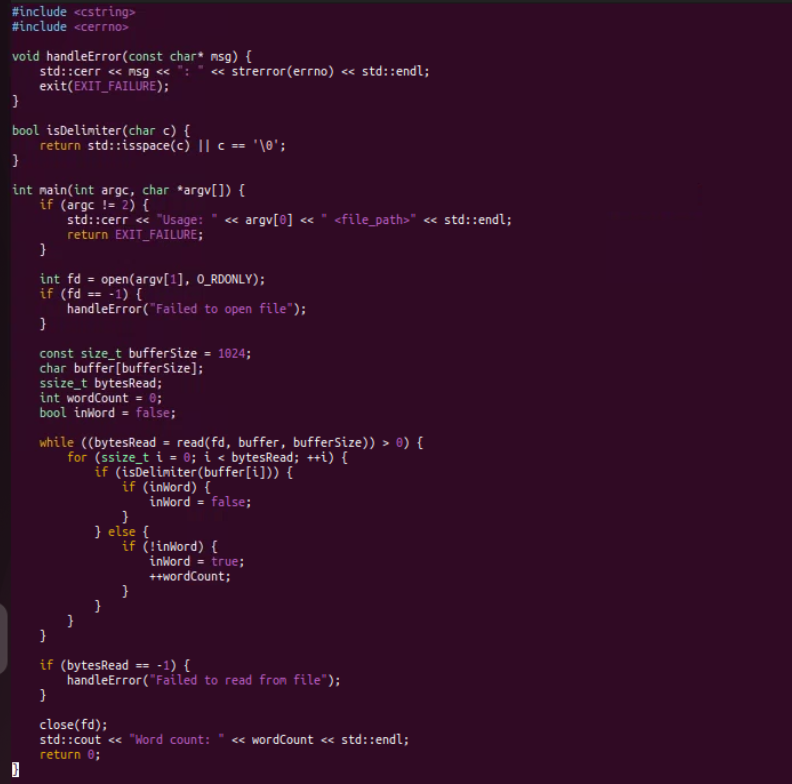 #include <cstring>
#include <cerrno>

void handleError(const char* msg) {
    std::cerr << msg << ": " << strerror(errno) << std::endl;
    exit(EXIT_FAILURE);
}

bool isDelimiter(char c) {
    return std::isspace(c) || c == '\0';
}

int main(int argc, char *argv[]) {
    if (argc != 2) {
        std::cerr << "Usage: " << argv[0] << " <file_path>" << std::endl;
        return EXIT_FAILURE;
    }

    int fd = open(argv[1], O_RDONLY);
    if (fd == -1) {
        handleError("Failed to open file");
    }

    const size_t bufferSize = 1024;
    char buffer[bufferSize];
    ssize_t bytesRead;
    int wordCount = 0;
    bool inWord = false;

    while ((bytesRead = read(fd, buffer, bufferSize)) > 0) {
        for (ssize_t i = 0; i < bytesRead; ++i) {
            if (isDelimiter(buffer[i])) {
                if (inWord) {
                    inWord = false;
                }
            } else {
                if (!inWord) {
                    inWord = true;
                    ++wordCount;
                }
            }
        }
    }

    if (bytesRead == -1) {
        handleError("Failed to read from file");
    }

    close(fd);
    std::cout << "Word count: " << wordCount << std::endl;
    return 0;
}